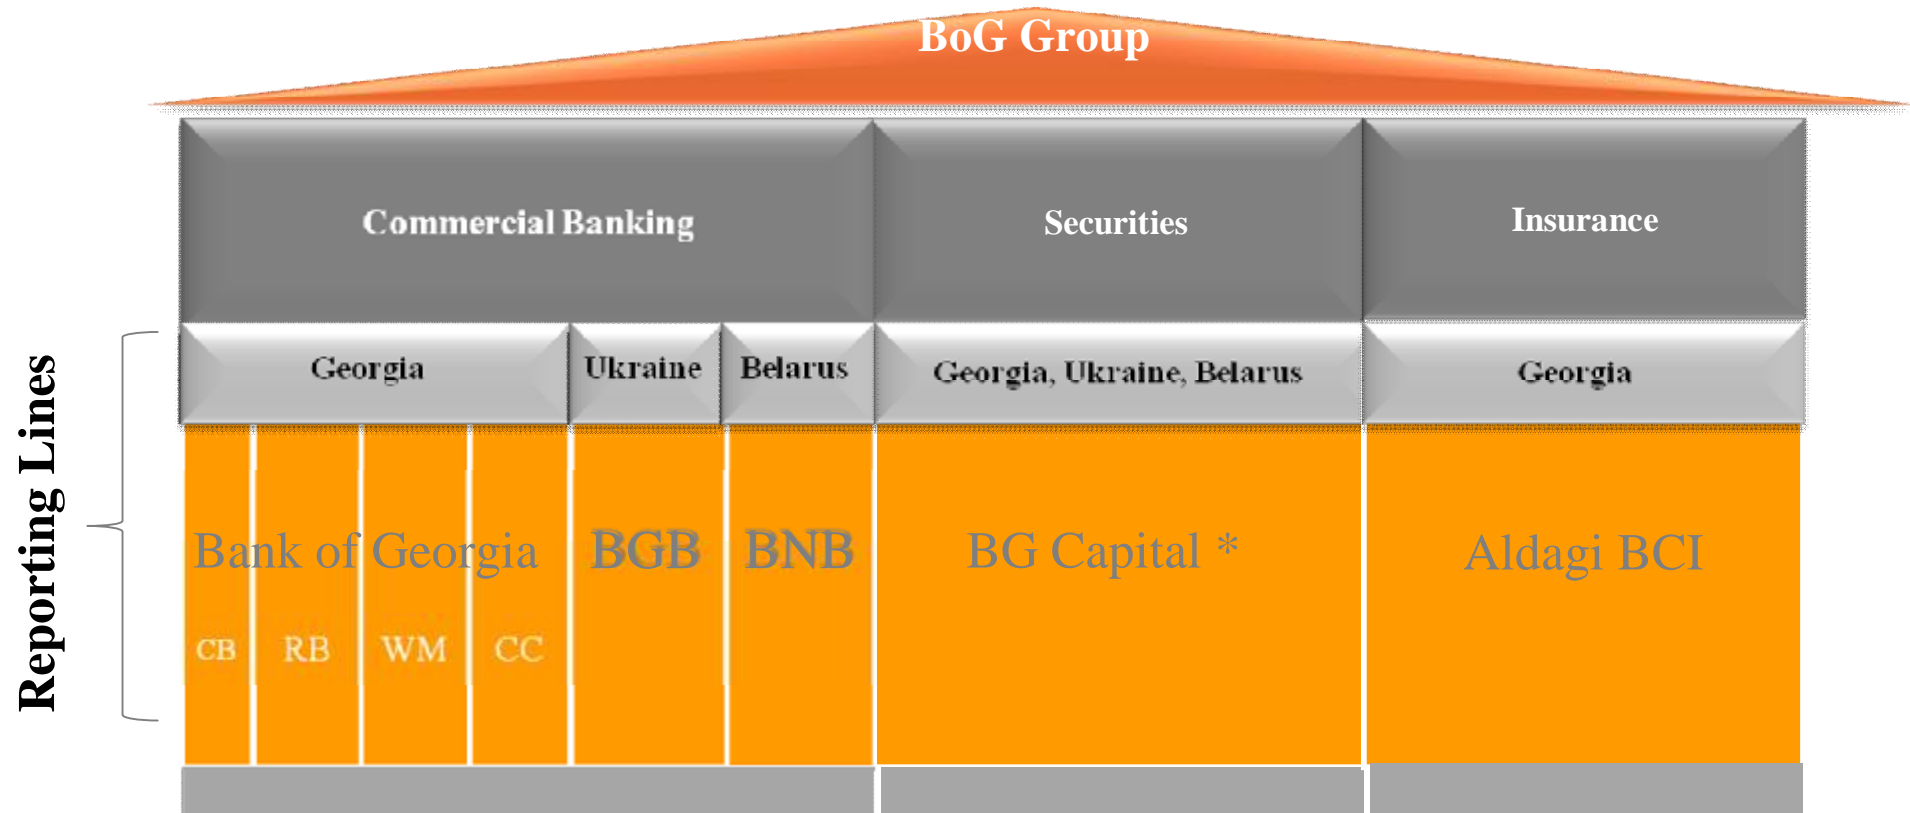 BoG Group
Commercial Banking
Securities
Insurance
Reporting Lines
Georgia
Ukraine
Belarus
Georgia, Ukraine, Belarus
Georgia
Bank of Georgia
BGB
BNB
BG Capital *
Aldagi BCI
CB
RB
WM
CC